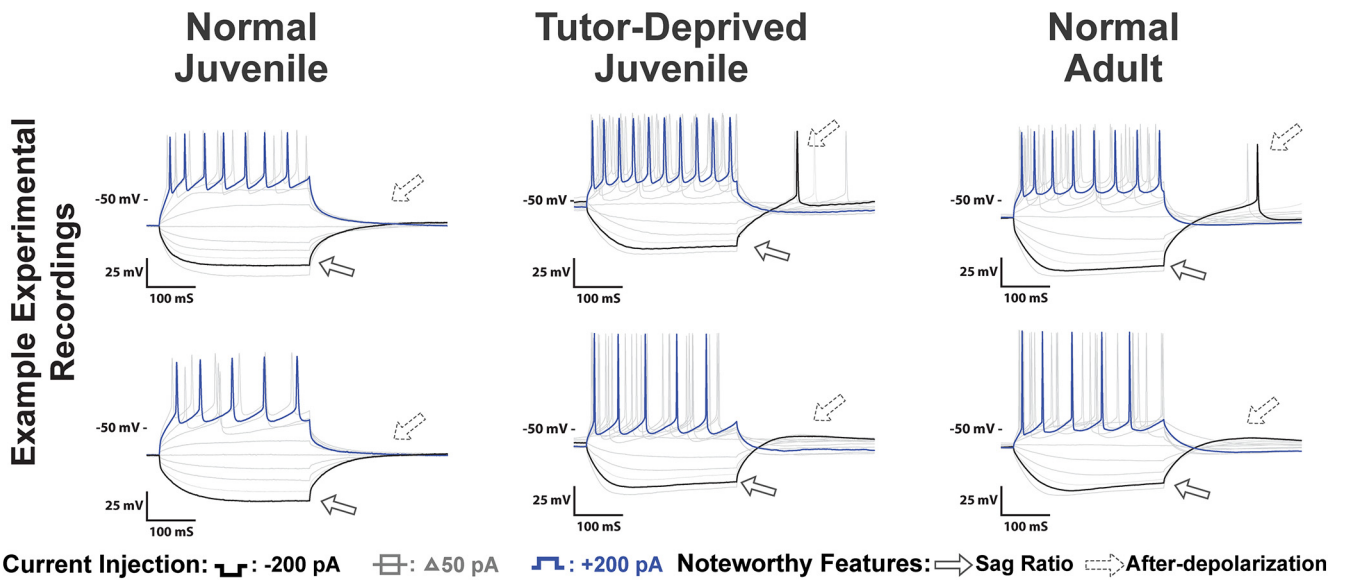 Normal
Juvenile
Tutor-Deprived
Juvenile
Normal
Adult
Example Experimental
Recordings
-50 mV -
25 mV
100 mS
-50 mV -
25 mV
100 mS
-50 mV -
25 mV
100 mS
-50 mV -
25 mV
100 mS
-50 mV -
25 mV
100 mS
-50 mV -
25 mV
100 mS
Current Injection: : -200 pA : Δ50 pA : +200 pA Noteworthy Features: Sag Ratio After-depolarization